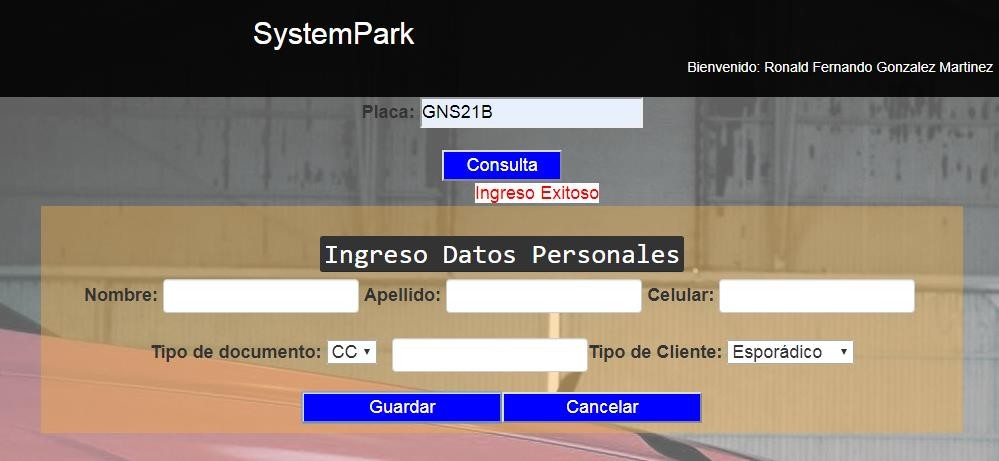 SystemPark
Bienvenido: Ronald Fernando Gonzalez Martinez
Placa: GNS21B
Consulta
Ingreso Exitoso
Ingreso Datos Personales
Nombre: Apellido: Celular:
Tipo de documento: CC Tipo de Cliente: Esporádico
Guardar Cancelar